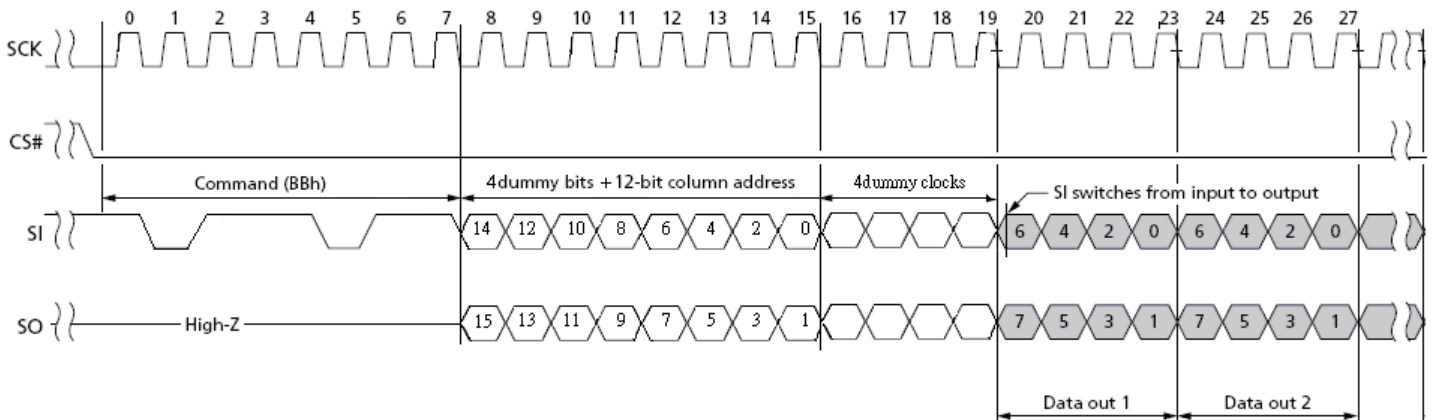 0 1 2 3 4 5 6 7 8 9 10 11 12 13 14 15 16 17 18 19 20 21 22 23 24 25 26 27
SCK
CS#
Command (BBh)
4dummy bits + 12-bit column address
4dummy clocks
SI switches from input to output
SI
14 12 10 8 6 4 2 0
6 4 2 0 6 4 2 0
SO
High-Z
15 13 11 9 7 5 3 1
7 5 3 1 7 5 3 1
Data out 1
Data out 2